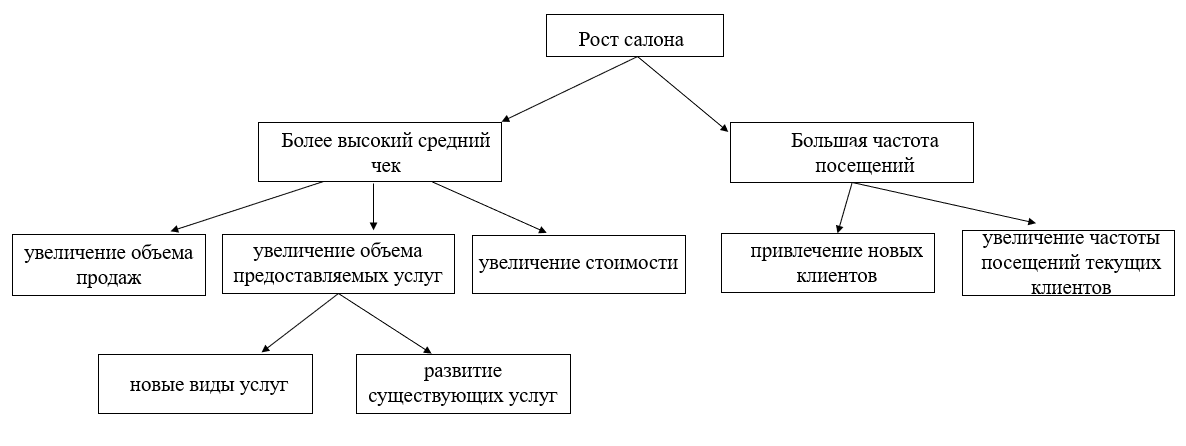 Рост салона
Более высокий средний
чек
Большая частота
посещений
увеличение объема
продаж
увеличение объема
предоставляемых услуг
увеличение стоимости
привлечение новых
клиентов
увеличение частоты
посещений текущих
клиентов
новые виды услуг
развитие
существующих услуг